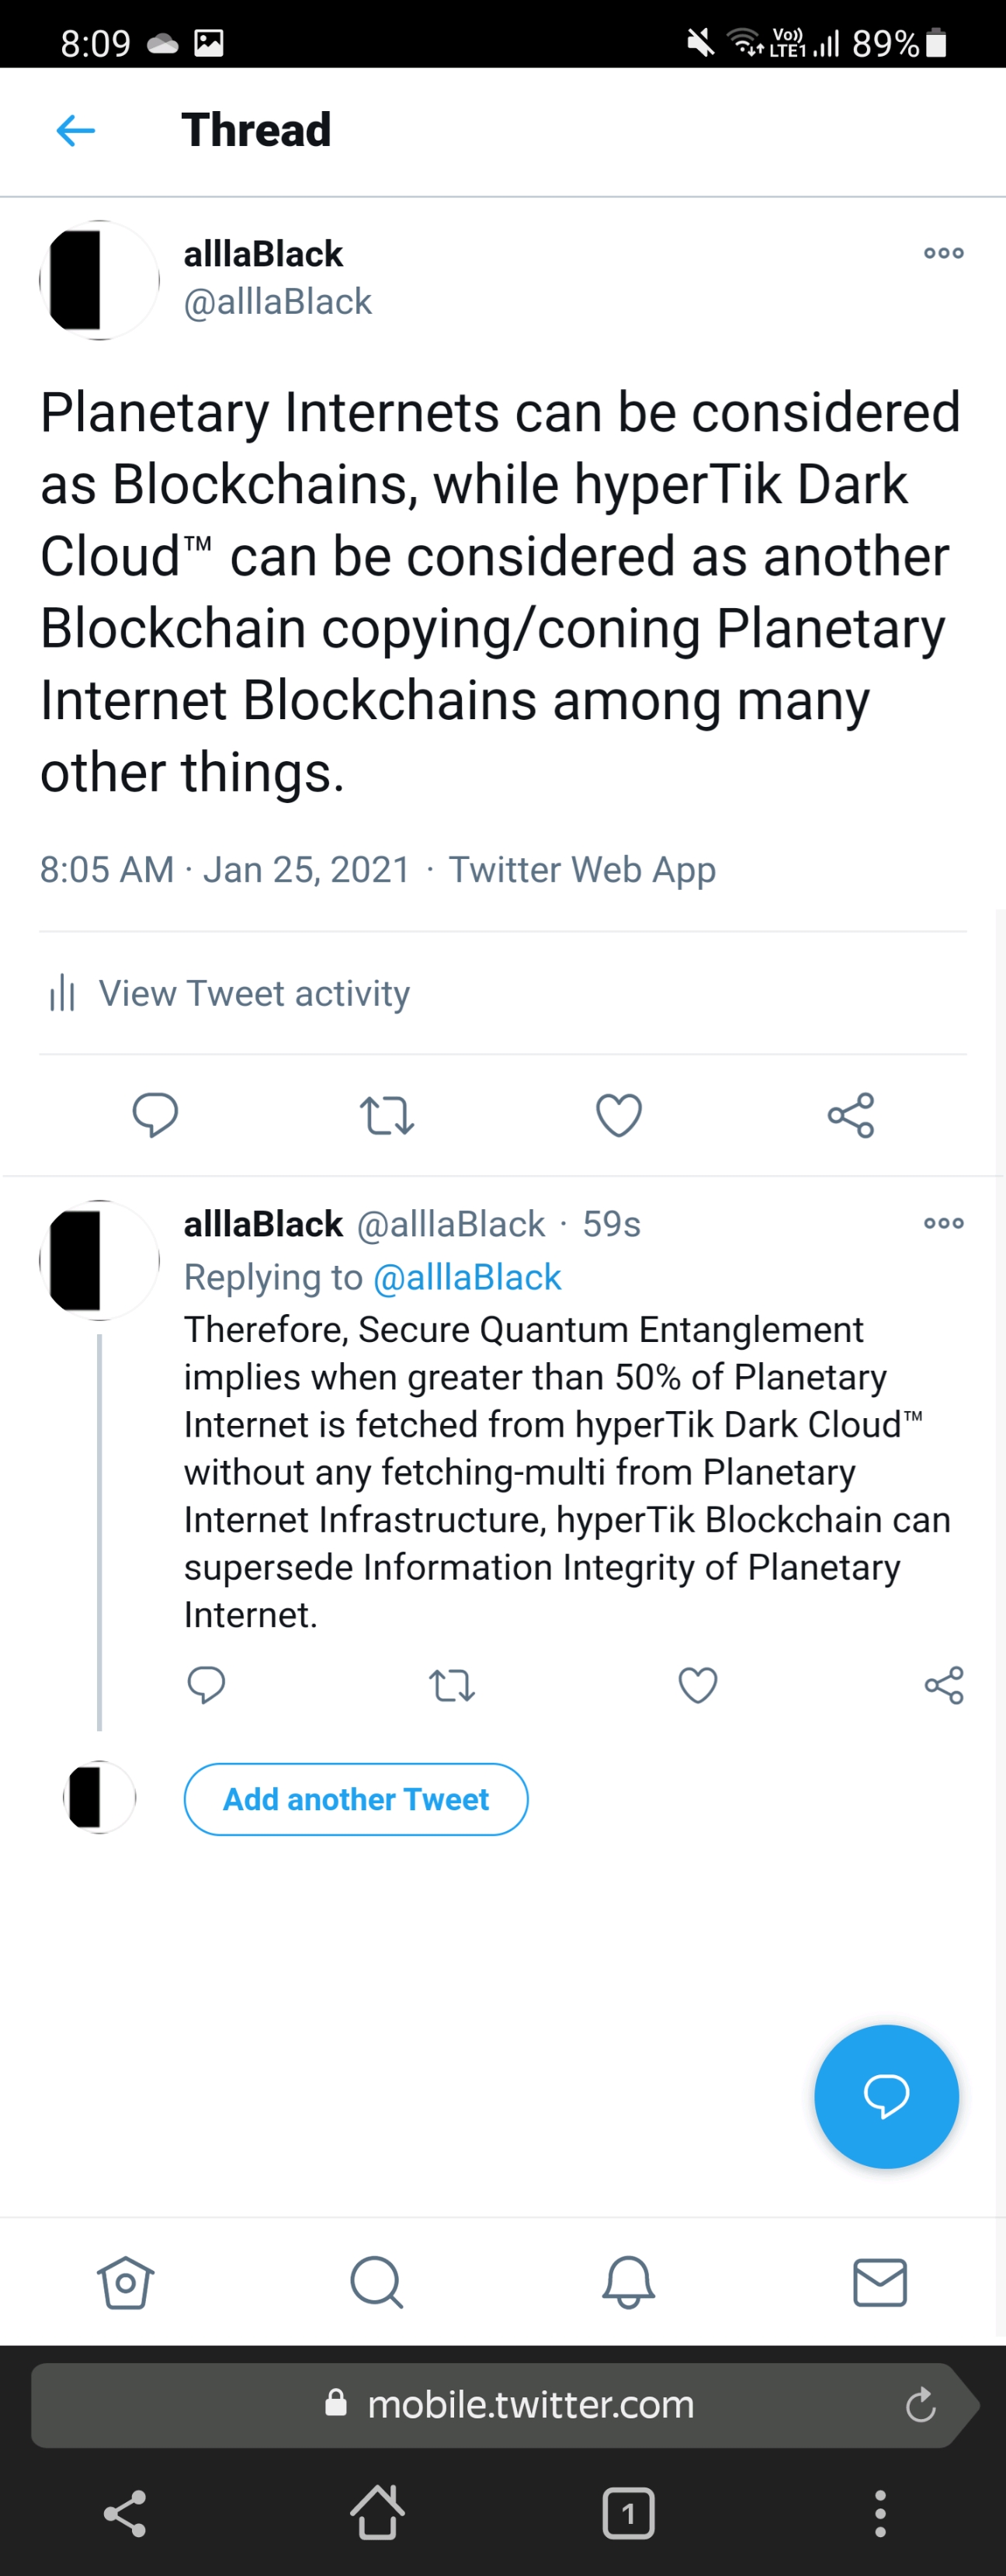 8:09
Vo))
LTE1
89%
Thread
alllaBlack
@alllaBlack
Planetary Internets can be considered
as Blockchains, while hyperTik Dark
Cloud™ can be considered as another
Blockchain copying/coning Planetary
Internet Blockchains among many
other things.
8:05 AM · Jan 25, 2021 · Twitter Web App
View Tweet activity
alllaBlack @alllaBlack · 59s
Replying to @alllaBlack
Therefore, Secure Quantum Entanglement
implies when greater than 50% of Planetary
Internet is fetched from hyperTik Dark Cloud™
without any fetching-multi from Planetary
Internet Infrastructure, hyperTik Blockchain can
supersede Information Integrity of Planetary
Internet.
Add another Tweet
mobile.twitter.com
1